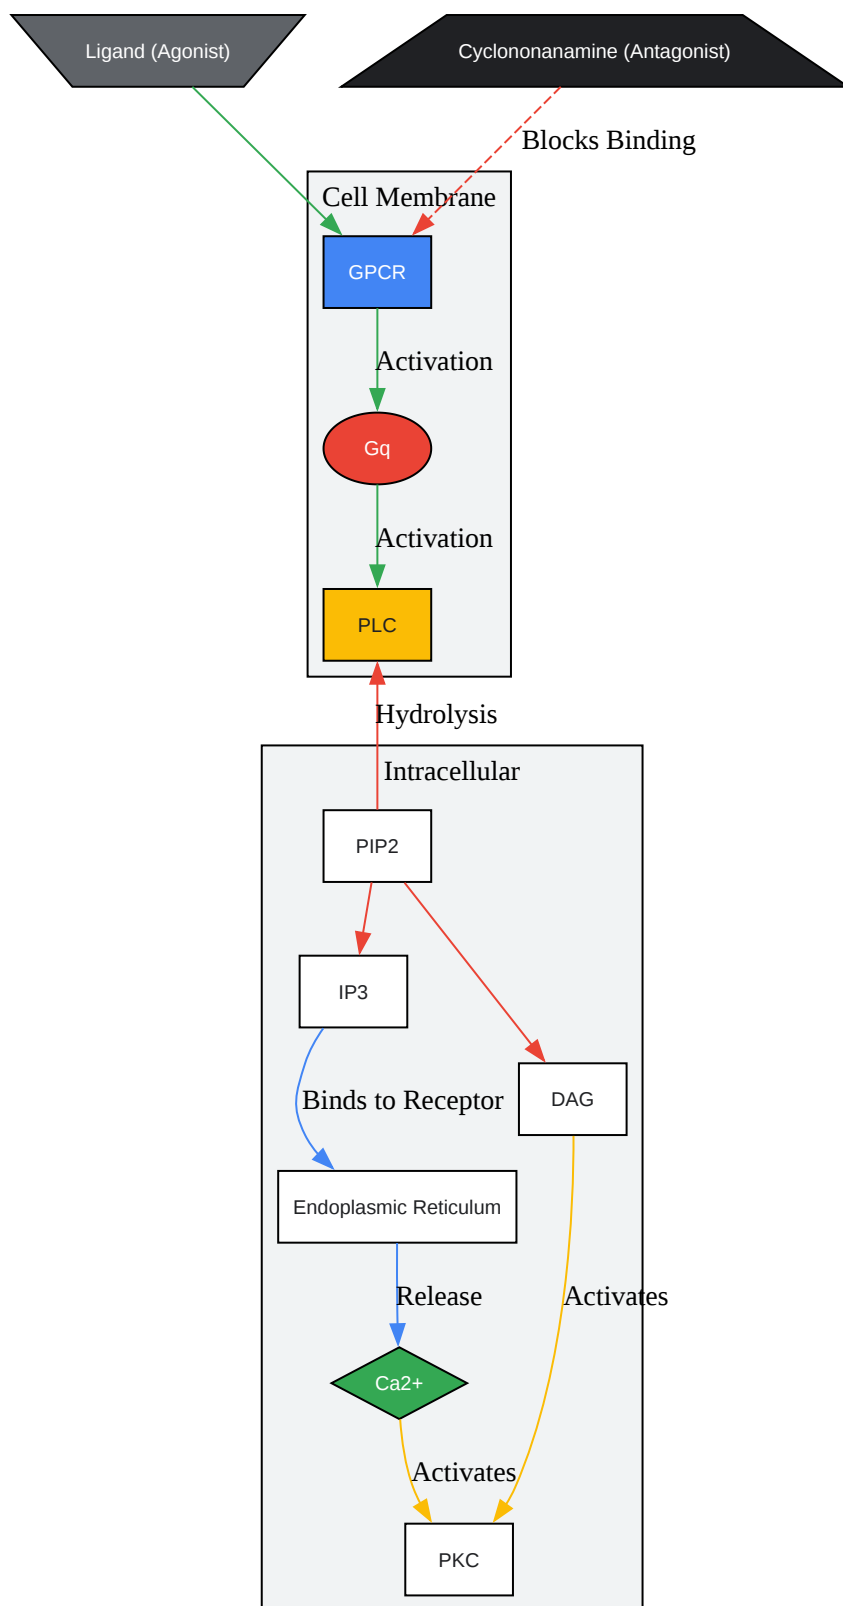 Ligand (Agonist)
Cyclononanamine (Antagonist)
Blocks Binding
Cell Membrane
GPCR
Activation
Gq
Activation
PLC
Hydrolysis
Intracellular
PIP2
IP3
DAG
Binds to Receptor
Endoplasmic Reticulum
Release
Activates
Ca2+
Activates
PKC